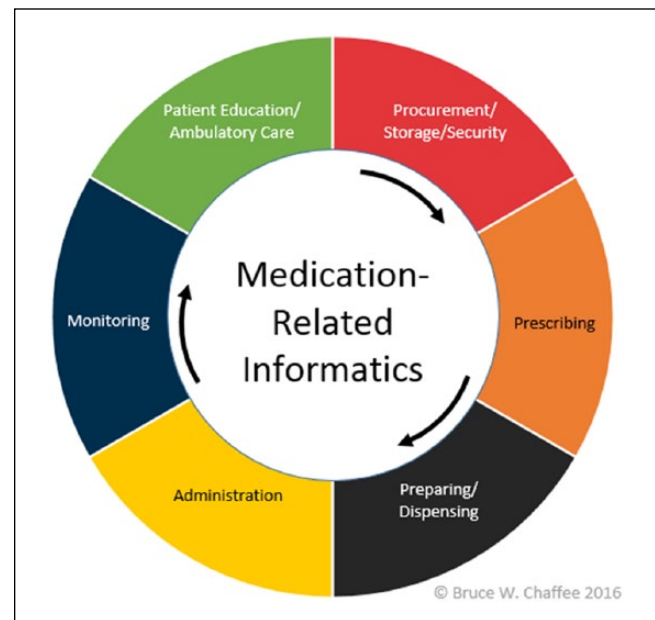 Patient Education/
Ambulatory Care
Procurement/
Storage/Security
Medication-
Related
Informatics
Monitoring
Prescribing
Administration
Preparing/
Dispensing
© Bruce W. Chaffee 2016